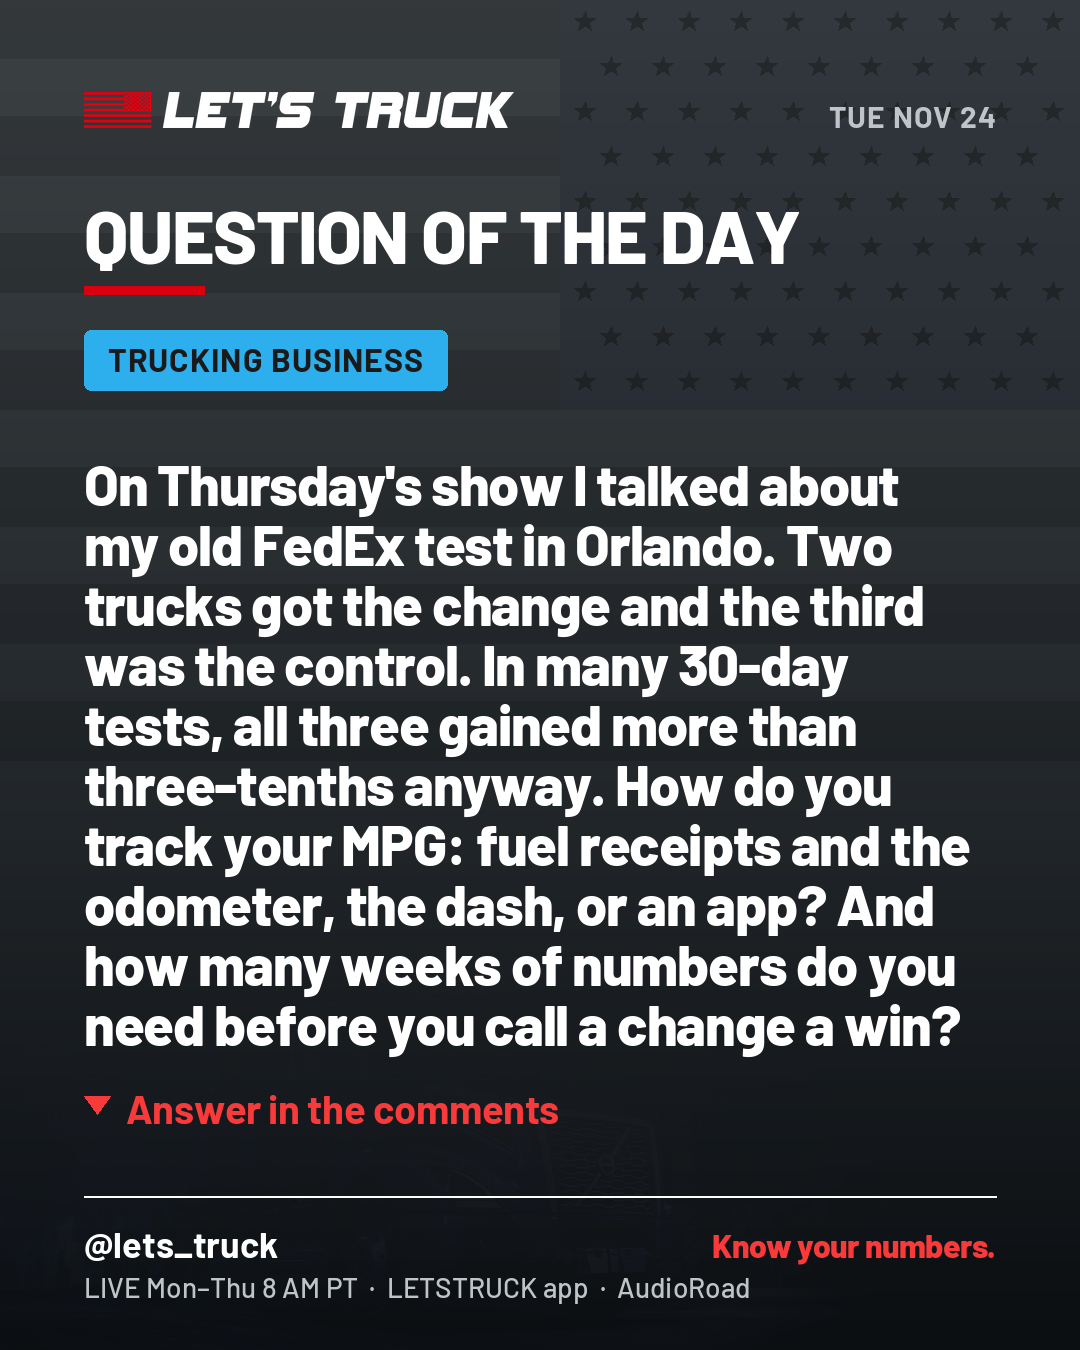 LET'S TRUCK
TUE NOV 24
QUESTION OF THE DAY
TRUCKING BUSINESS
On Thursday's show I talked about
my old FedEx test in Orlando. Two
trucks got the change and the third
was the control. In many 30-day
tests, all three gained more than
three-tenths anyway. How do you
track your MPG: fuel receipts and the
odometer, the dash, or an app? And
how many weeks of numbers do you
need before you call a change a win?
Answer in the comments
@lets_truck
Know your numbers.
LIVE Mon–Thu 8 AM PT · LETSTRUCK app · AudioRoad